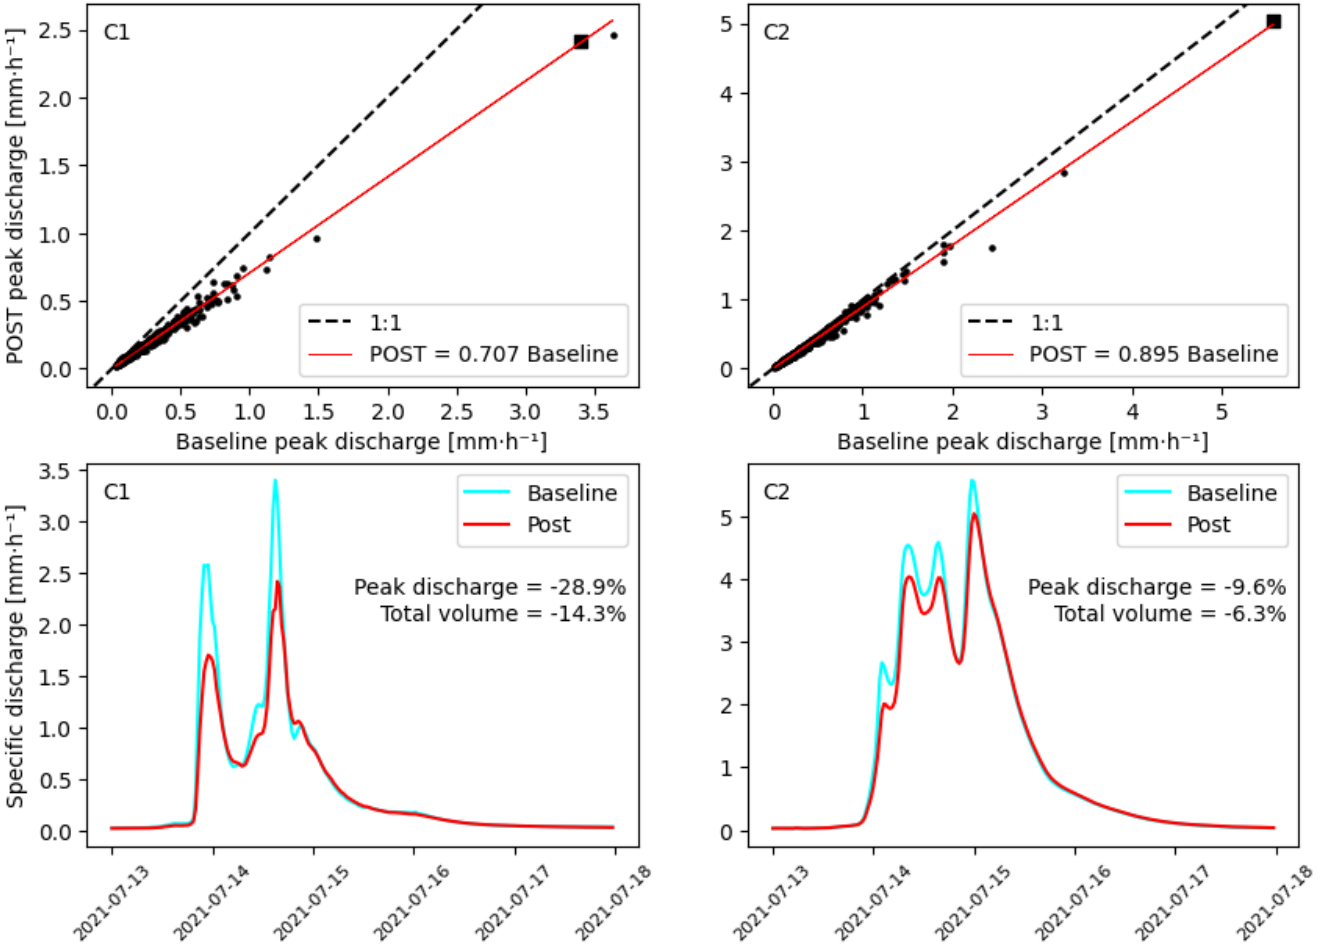 C1
POST peak discharge [mm·h⁻¹]
2.5
2.0
1.5
1.0
0.5
0.0
1:1
POST = 0.707 Baseline
0.0 0.5 1.0 1.5 2.0 2.5 3.0 3.5
Baseline peak discharge [mm·h⁻¹]
C2
5
4
3
2
1
0
1:1
POST = 0.895 Baseline
0 1 2 3 4 5
Baseline peak discharge [mm·h⁻¹]
C1
Specific discharge [mm·h⁻¹]
3.5
3.0
2.5
2.0
1.5
1.0
0.5
0.0
Baseline
Post
Peak discharge = -28.9%
Total volume = -14.3%
2021-07-13 2021-07-14 2021-07-15 2021-07-16 2021-07-17 2021-07-18
C2
5
4
3
2
1
0
Baseline
Post
Peak discharge = -9.6%
Total volume = -6.3%
2021-07-13 2021-07-14 2021-07-15 2021-07-16 2021-07-17 2021-07-18